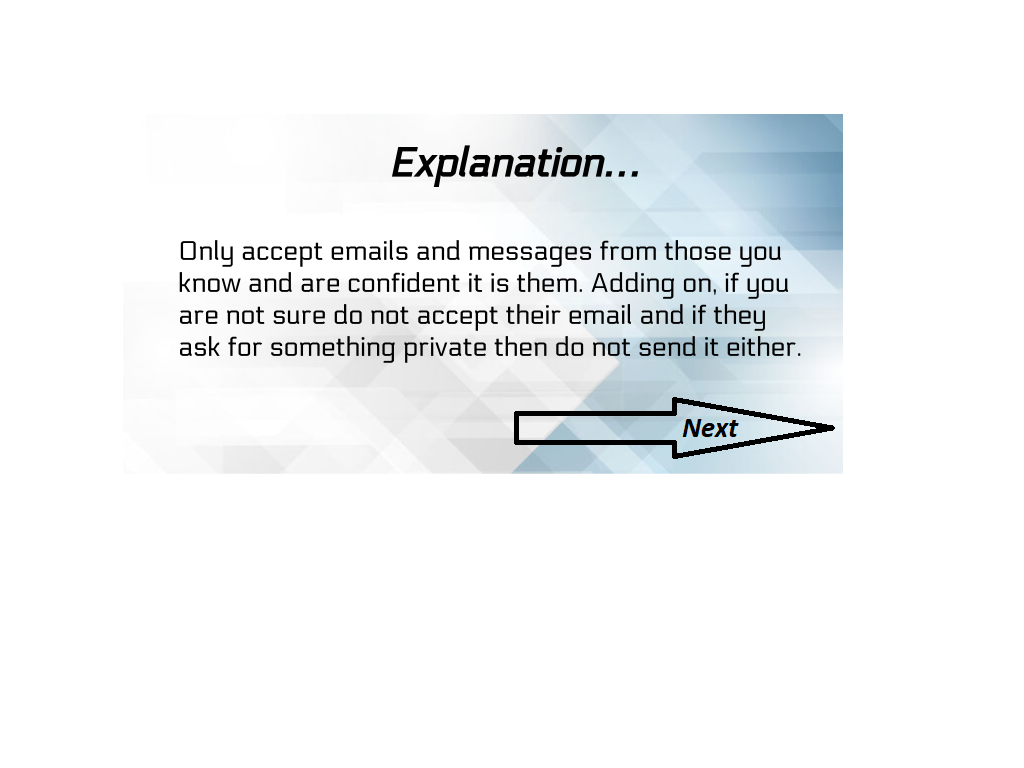 Explanation...
Only accept emails and messages from those you
know and are confident it is them. Adding on, if you
are not sure do not accept their email and if they
ask for something private then do not send it either.
Next